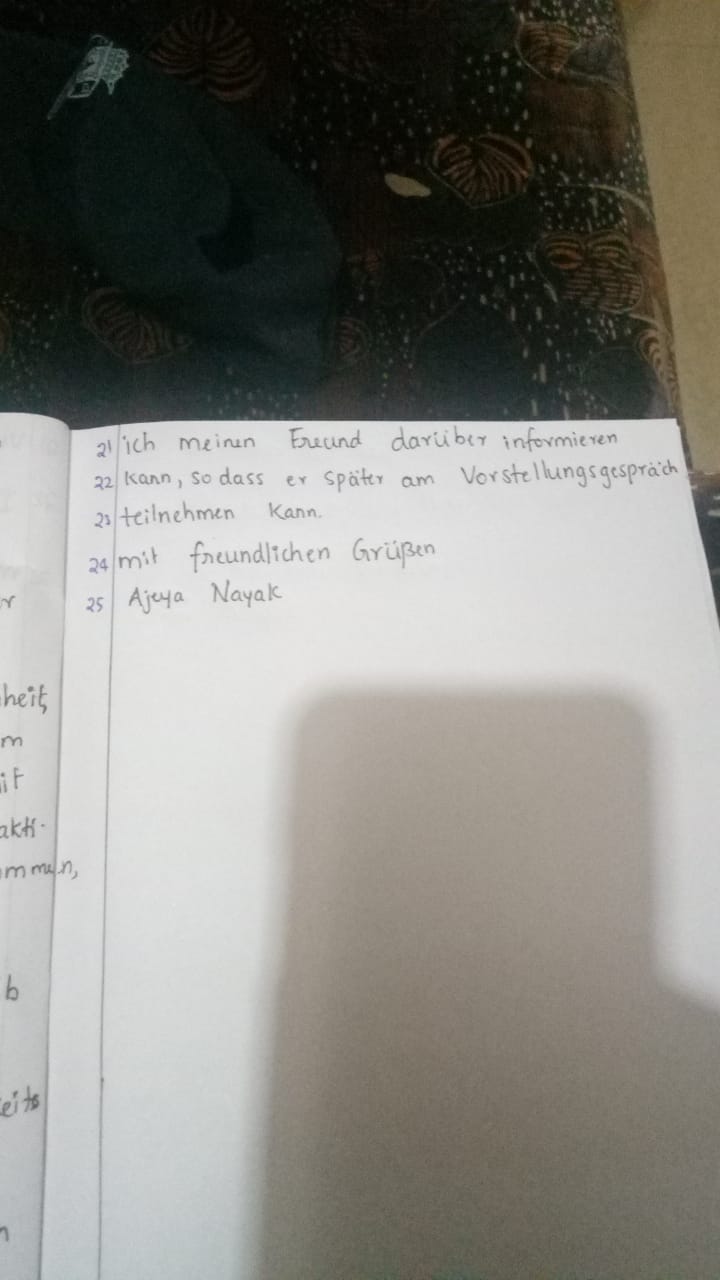 21 ich meinen Freund darüber informieren
22 kann, so dass er später am Vorstellungsgespräch
23 teilnehmen kann.
24 mit freundlichen Grüßen
25 Ajeya Nayak
r
heit,
m
it
akti-
ommen,
b
eits
n